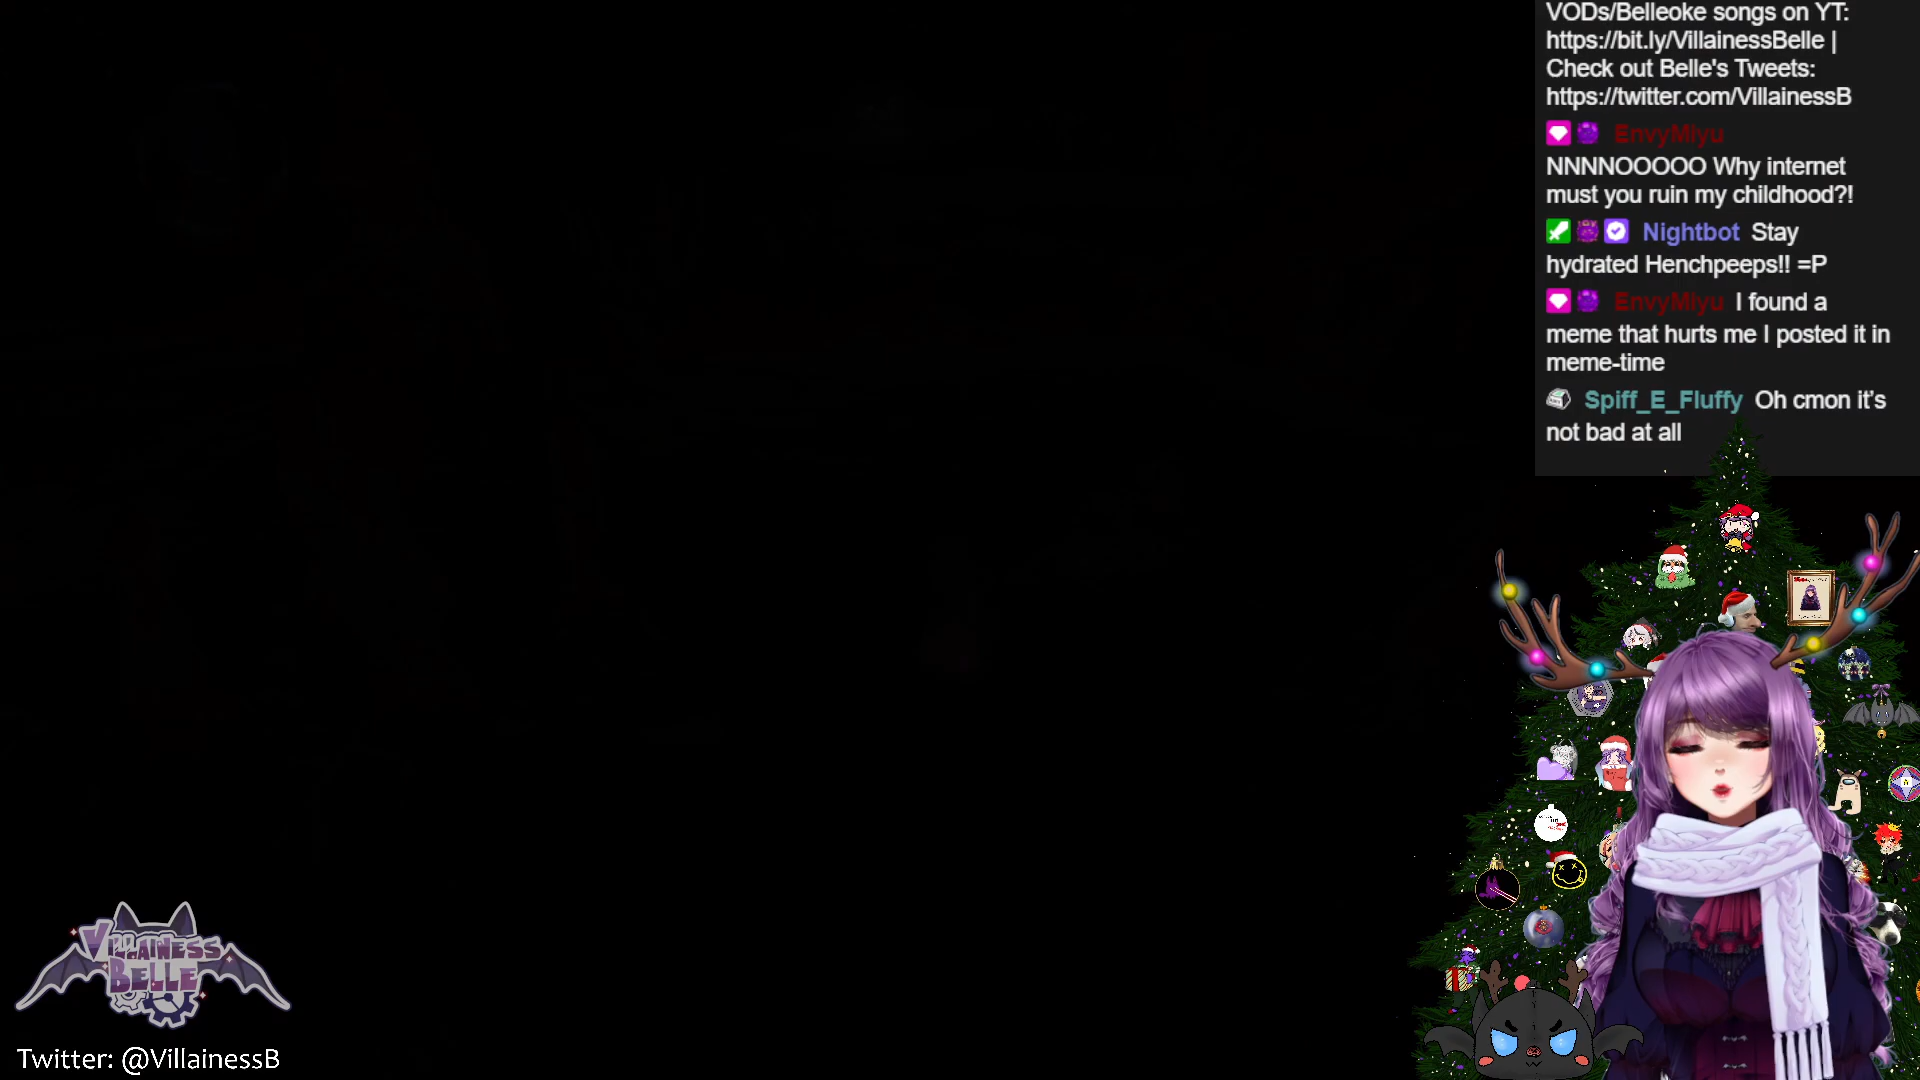 VODs/Belleoke songs on YT:
https://bit.ly/VillainessBelle |
Check out Belle's Tweets:
https://twitter.com/VillainessB
EnvyMiyu
NNNNOOOOO Why internet
must you ruin my childhood?!
Nightbot Stay
hydrated Henchpeeps!! =P
EnvyMiyu I found a
meme that hurts me I posted it in
meme-time
Spiff_E_Fluffy Oh cmon it’s
not bad at all
VILLAINESS
BELLE
Twitter: @VillainessB